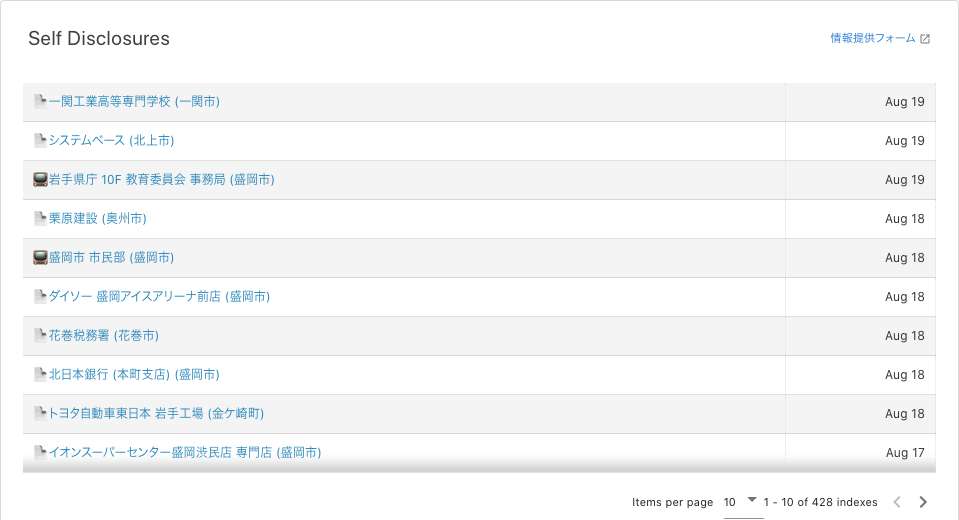 Self Disclosures
情報提供フォーム
一関工業高等専門学校 (一関市) Aug 19
システムベース (北上市) Aug 19
岩手県庁 10F 教育委員会 事務局 (盛岡市) Aug 19
栗原建設 (奥州市) Aug 18
盛岡市 市民部 (盛岡市) Aug 18
ダイソー 盛岡アイスアリーナ前店 (盛岡市) Aug 18
花巻税務署 (花巻市) Aug 18
北日本銀行 (本町支店) (盛岡市) Aug 18
トヨタ自動車東日本 岩手工場 (金ケ崎町) Aug 18
イオンスーパーセンター盛岡渋民店 専門店 (盛岡市) Aug 17
Items per page 10 1 - 10 of 428 indexes